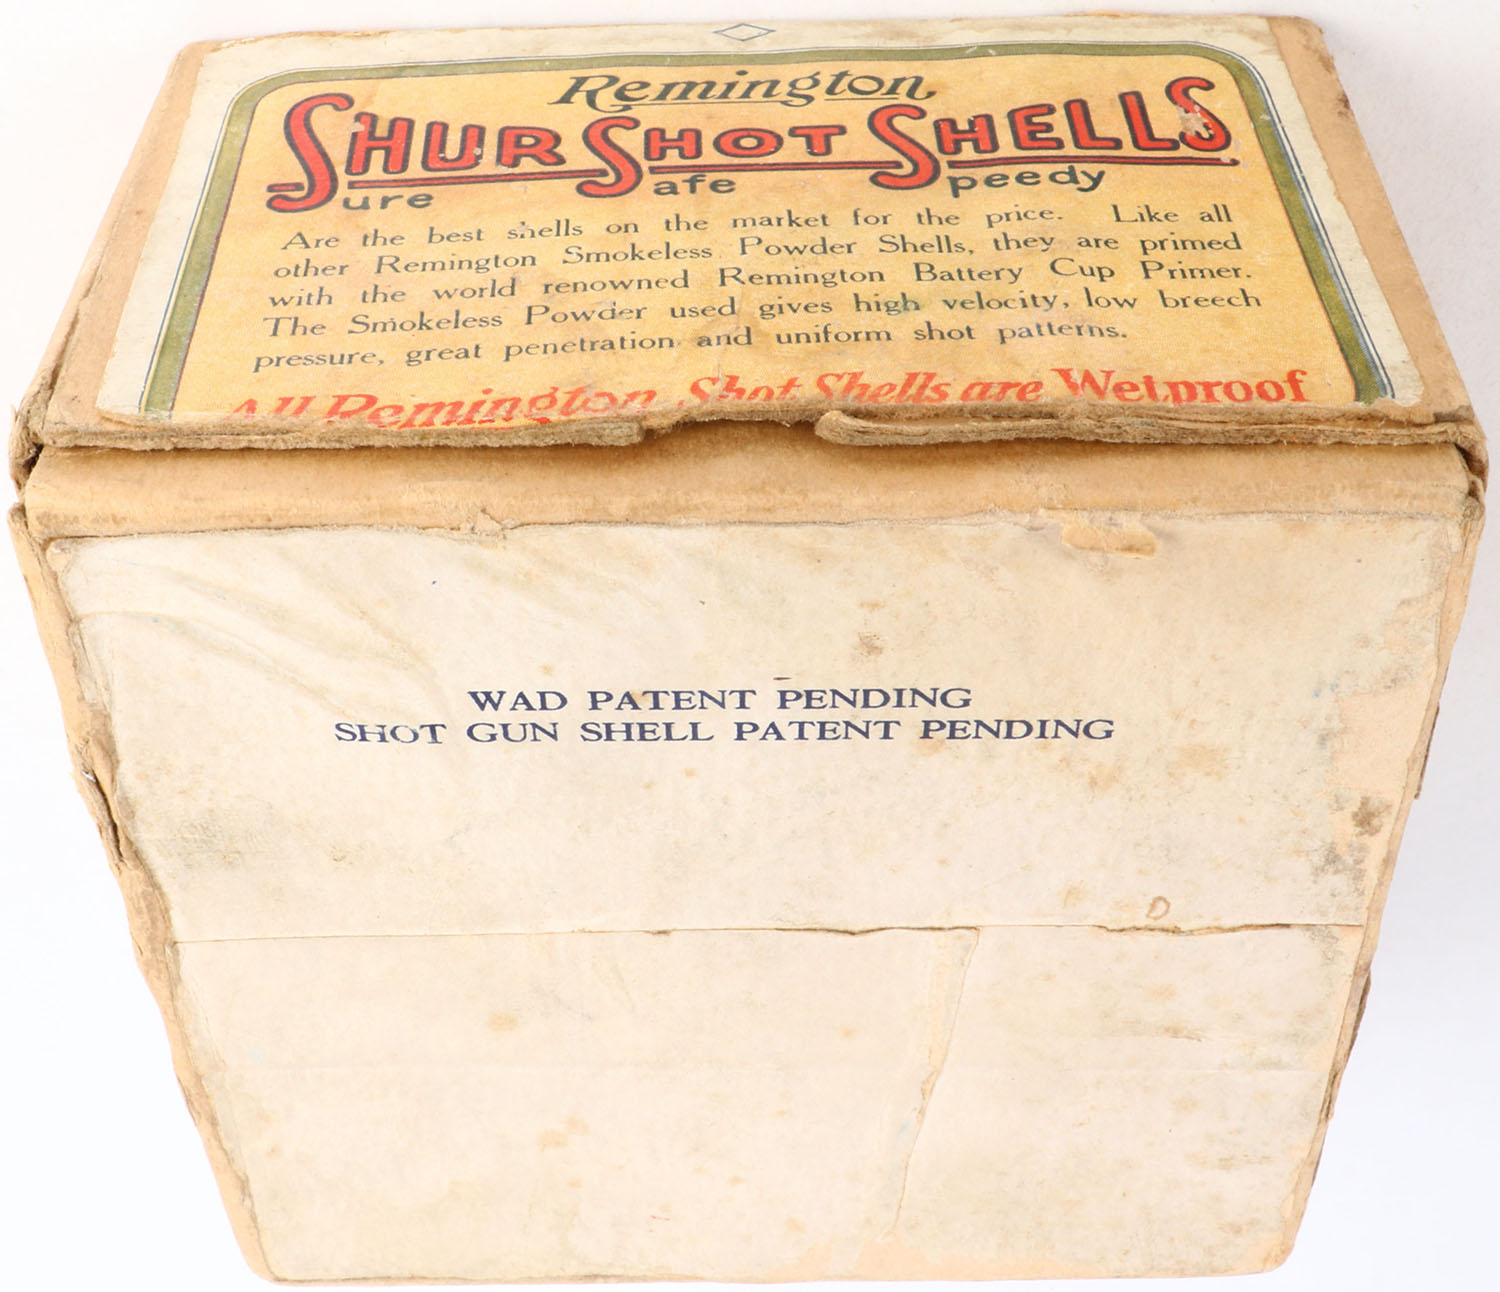 Remington
SHUR SHOT SHELLS
ure afe peedy
Are the best shells on the market for the price. Like all
other Remington Smokeless Powder Shells, they are primed
with the world renowned Remington Battery Cup Primer.
The Smokeless Powder used gives high velocity, low breech
pressure, great penetration and uniform shot patterns.
All Remington Shot Shells are Wetproof
WAD PATENT PENDING
SHOT GUN SHELL PATENT PENDING
D